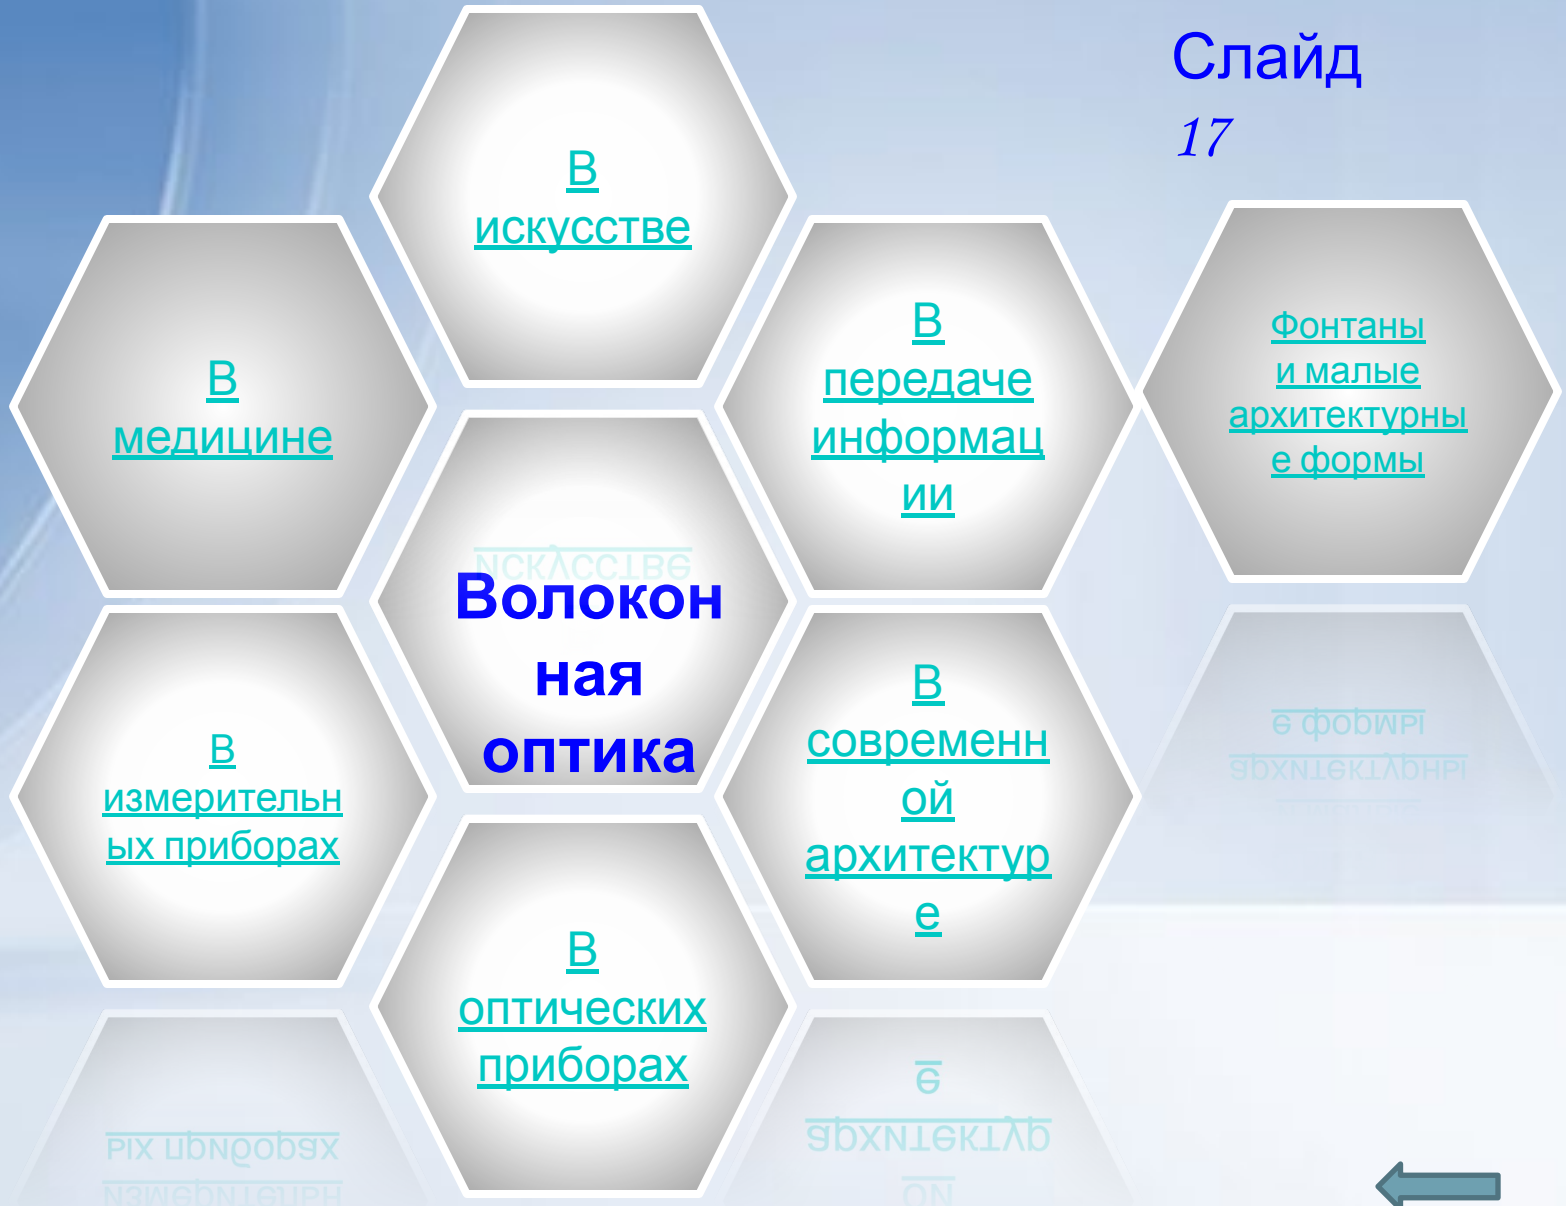 Слайд
17
В
искусстве
В
медицине
В
передаче
информац
ии
Фонтаны
и малые
архитектурны
е формы
Волокон
ная
оптика
В
измерительн
ых приборах
В
современн
ой
архитектур
е
В
оптических
приборах